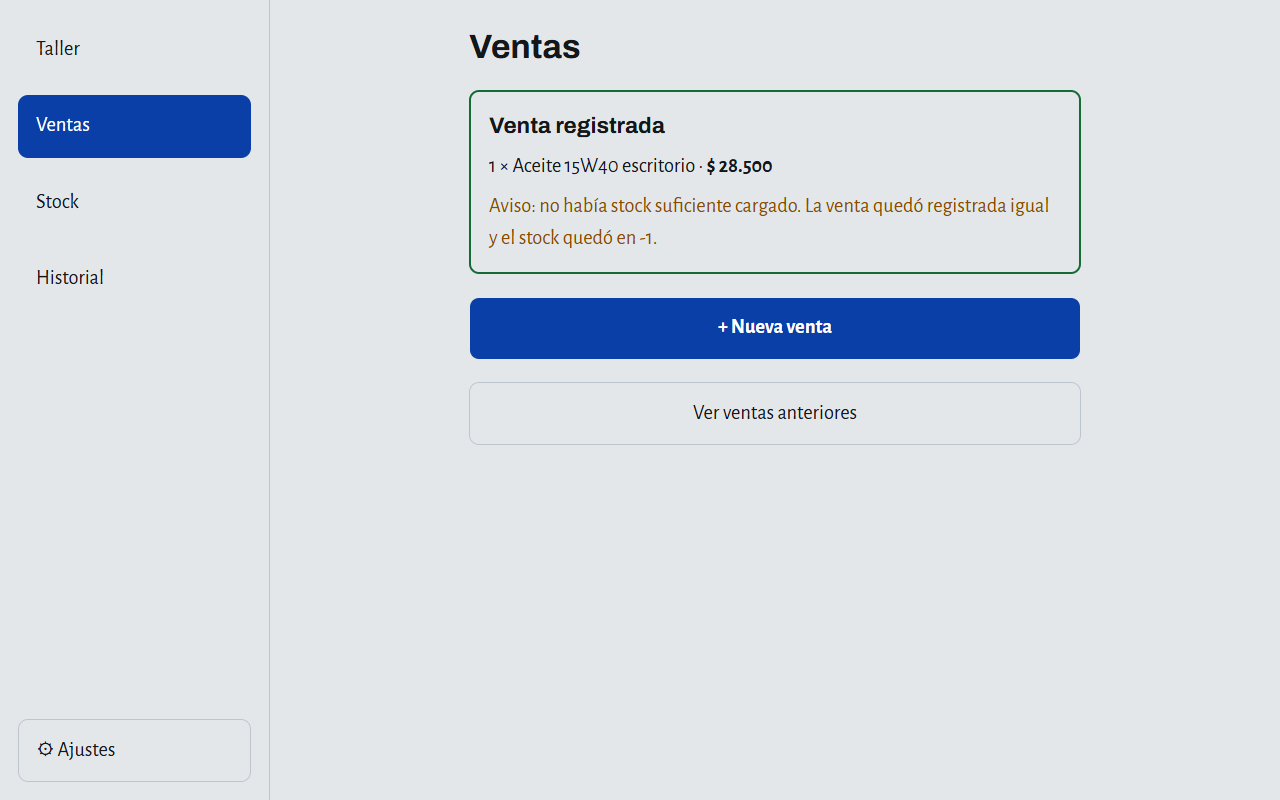 Taller
Ventas
Stock
Historial
⚙ Ajustes
Ventas
Venta registrada
1 × Aceite 15W40 escritorio · $ 28.500
Aviso: no había stock suficiente cargado. La venta quedó registrada igual
y el stock quedó en -1.
+ Nueva venta
Ver ventas anteriores